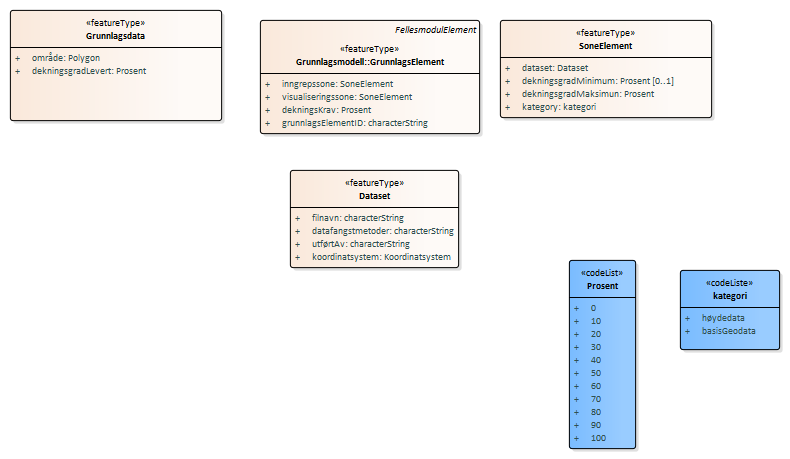 «featureType»
Grunnlagsdata
+ område: Polygon
+ dekningsgradLevert: Prosent
FellesmodulElement
«featureType»
Grunnlagsmodell::GrunnlagsElement
+ inngrepssone: SoneElement
+ visualiseringssone: SoneElement
+ dekningsKrav: Prosent
+ grunnlagsElementID: characterString
«featureType»
SoneElement
+ dataset: Dataset
+ dekningsgradMinimum: Prosent [0..1]
+ dekningsgradMaksimun: Prosent
+ kategory: kategori
«featureType»
Dataset
+ filnavn: characterString
+ datafangstmetoder: characterString
+ utførtAv: characterString
+ koordinatsystem: Koordinatsystem
«codeList»
Prosent
+ 0
+ 10
+ 20
+ 30
+ 40
+ 50
+ 60
+ 70
+ 80
+ 90
+ 100
«codeListe»
kategori
+ høydedata
+ basisGeodata